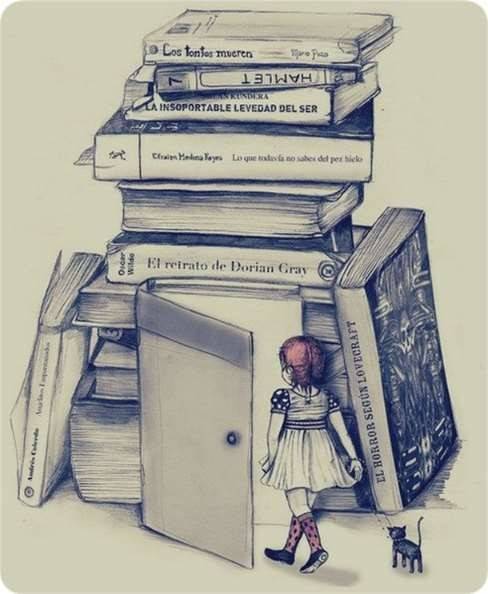 Los tontos mueren Mario Puzo
HAMLET
MILAN KUNDERA
LA INSOPORTABLE LEVEDAD DEL SER
Efraim Medina Reyes Lo que todavía no sabes del pez hielo
Oscar Wilde El retrato de Dorian Gray
EL HORROR SEGÚN LOVECRAFT
Andrés Caicedo